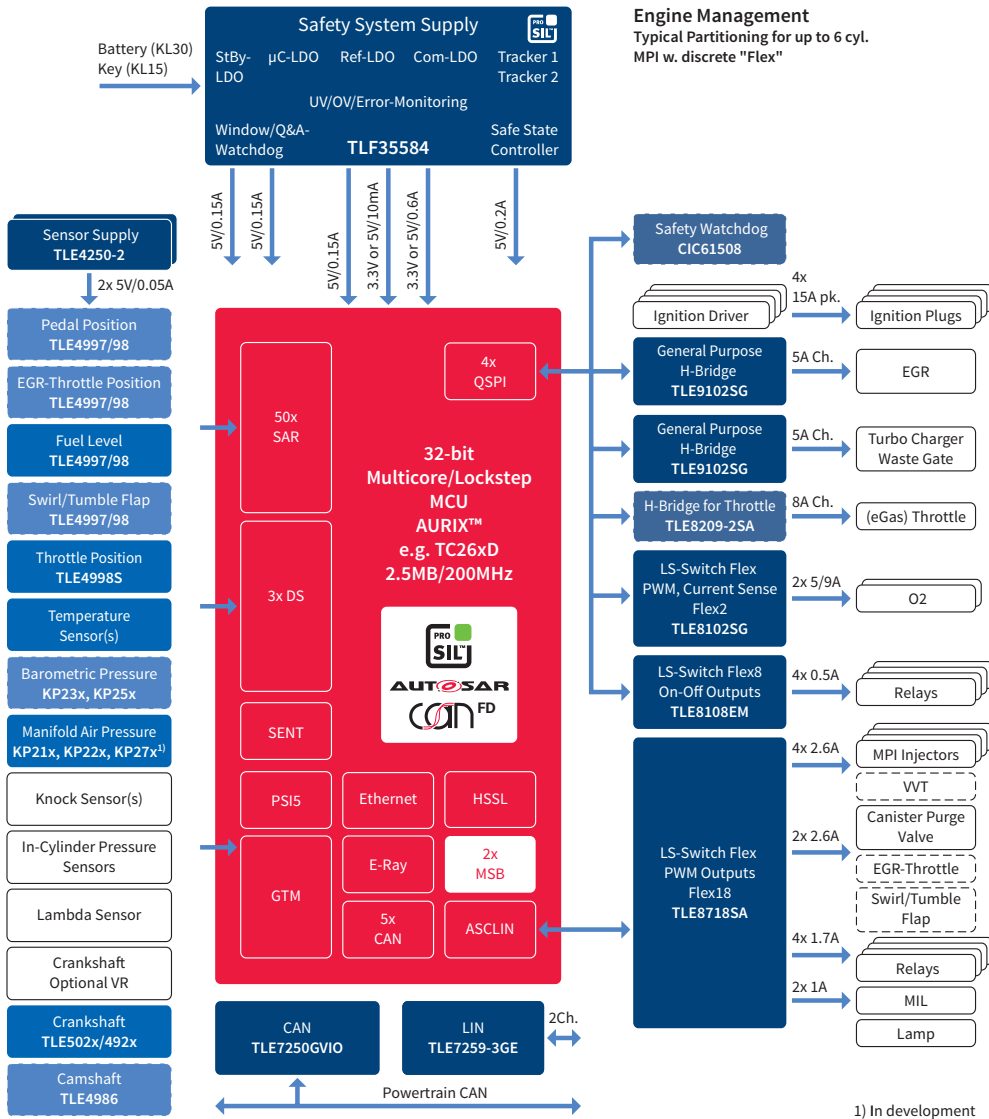 Engine Management
Typical Partitioning for up to 6 cyl.
MPI w. discrete "Flex"
Battery (KL30)
Key (KL15)
Safety System Supply
PRO
SIL™
StBy-
LDO
µC-LDO
Ref-LDO
Com-LDO
Tracker 1
Tracker 2
UV/OV/Error-Monitoring
Window/Q&A-
Watchdog
TLF35584
Safe State
Controller
5V/0.15A
5V/0.15A
5V/0.15A
3.3V or 5V/10mA
3.3V or 5V/0.6A
5V/0.2A
Sensor Supply
TLE4250-2
2x 5V/0.05A
Pedal Position
TLE4997/98
EGR-Throttle Position
TLE4997/98
Fuel Level
TLE4997/98
Swirl/Tumble Flap
TLE4997/98
Throttle Position
TLE4998S
Temperature
Sensor(s)
Barometric Pressure
KP23x, KP25x
Manifold Air Pressure
KP21x, KP22x, KP27x1)
Knock Sensor(s)
In-Cylinder Pressure
Sensors
Lambda Sensor
Crankshaft
Optional VR
Crankshaft
TLE502x/492x
Camshaft
TLE4986
50x
SAR
3x DS
SENT
PSI5
GTM
4x
QSPI
32-bit
Multicore/Lockstep
MCU
AURIX™
e.g. TC26xD
2.5MB/200MHz
PRO
SIL™
AUTOSAR
CAN FD
Ethernet
HSSL
E-Ray
2x
MSB
5x
CAN
ASCLIN
CAN
TLE7250GVIO
LIN
TLE7259-3GE
2Ch.
Powertrain CAN
Safety Watchdog
CIC61508
Ignition Driver
4x
15A pk.
Ignition Plugs
General Purpose
H-Bridge
TLE9102SG
5A Ch.
EGR
General Purpose
H-Bridge
TLE9102SG
5A Ch.
Turbo Charger
Waste Gate
H-Bridge for Throttle
TLE8209-2SA
8A Ch.
(eGas) Throttle
LS-Switch Flex
PWM, Current Sense
Flex2
TLE8102SG
2x 5/9A
O2
LS-Switch Flex8
On-Off Outputs
TLE8108EM
4x 0.5A
Relays
LS-Switch Flex
PWM Outputs
Flex18
TLE8718SA
4x 2.6A
MPI Injectors
VVT
2x 2.6A
Canister Purge
Valve
EGR-Throttle
Swirl/Tumble
Flap
4x 1.7A
Relays
2x 1A
MIL
Lamp
1) In development